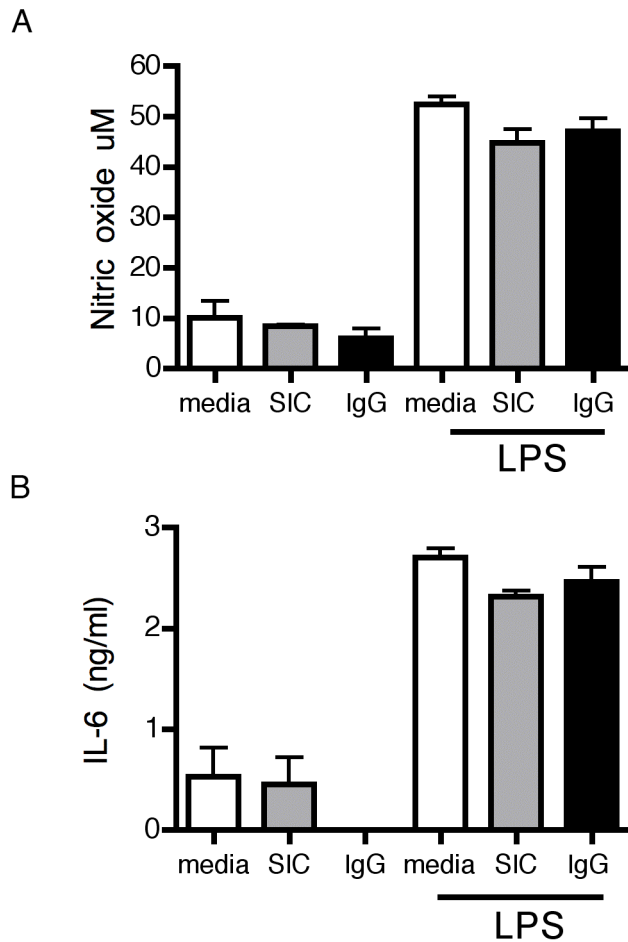 A
60
50
40
30
20
10
0
Nitric oxide uM
media SIC IgG media SIC IgG
LPS
B
3
2
1
0
IL-6 (ng/ml)
media SIC IgG media SIC IgG
LPS